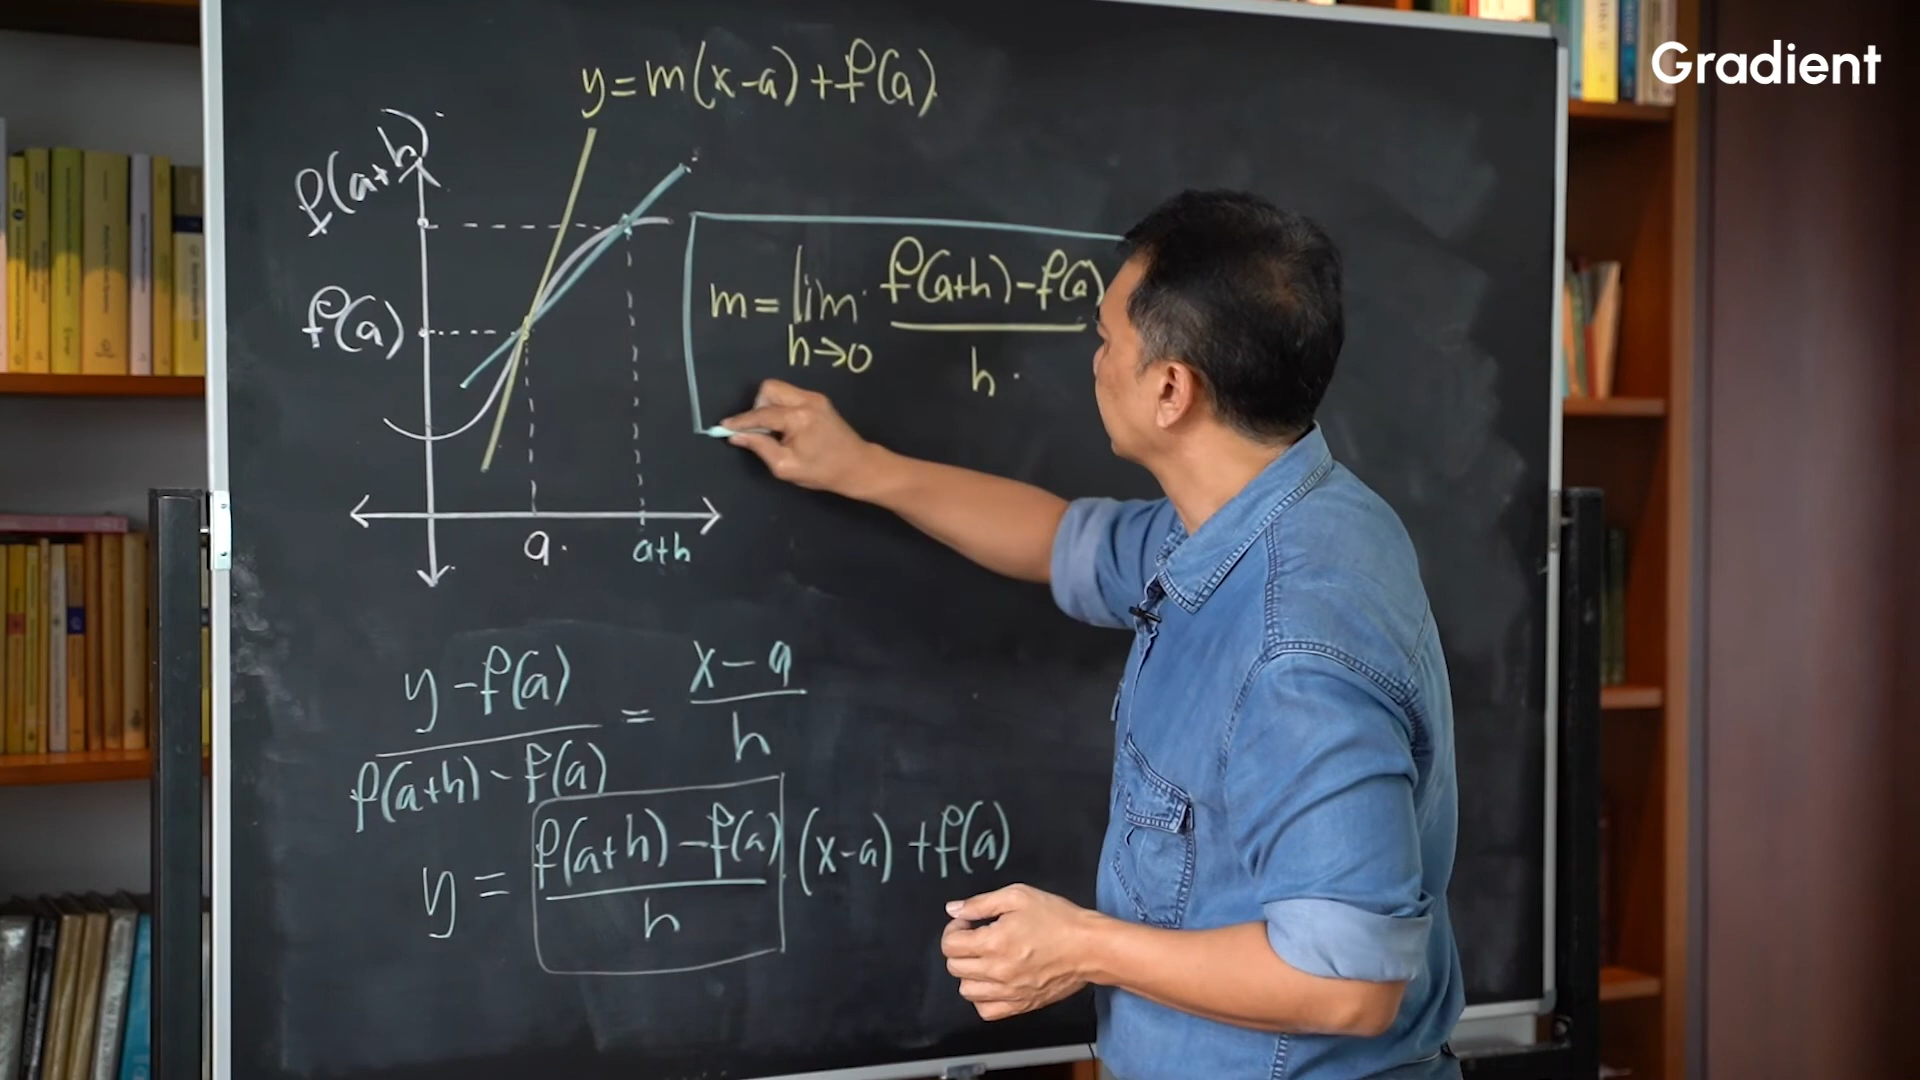 Gradient
y = m(x-a) + f(a)
f(a+h)
f(a)
a
a+h
m = lim h→0 f(a+h) - f(a) / h
y - f(a) / f(a+h) - f(a) = x - a / h
y = f(a+h) - f(a) / h (x-a) + f(a)